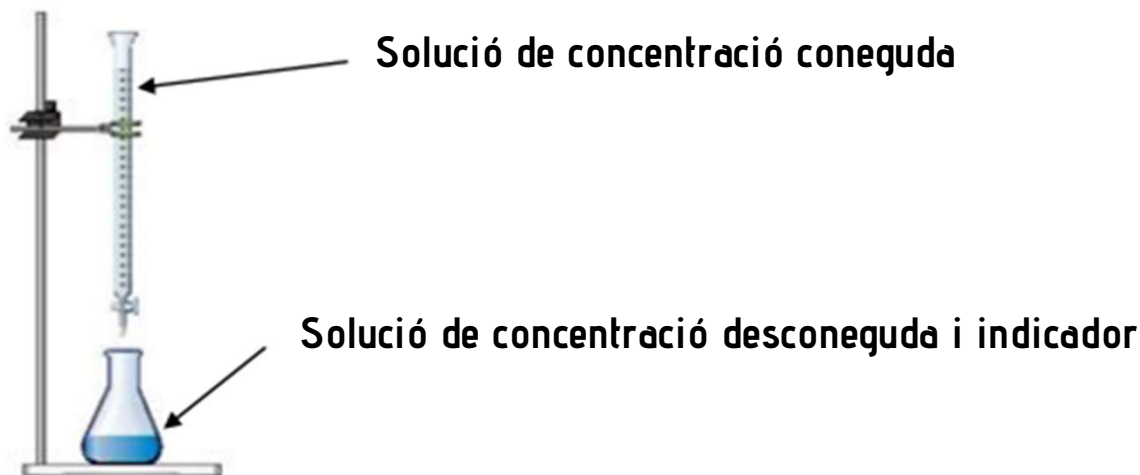 Solució de concentració coneguda
Solució de concentració desconeguda i indicador